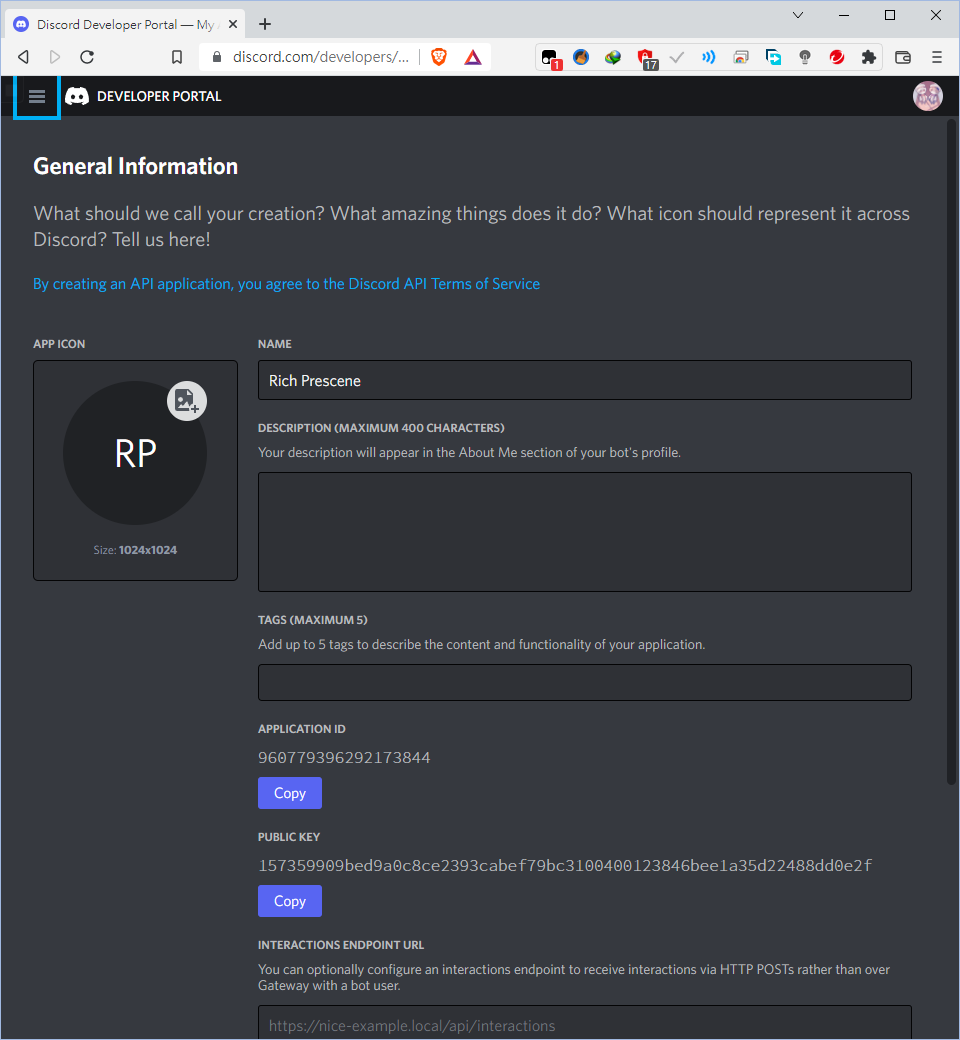 Discord Developer Portal — My
discord.com/developers/...
1
17
DEVELOPER PORTAL
General Information
What should we call your creation? What amazing things does it do? What icon should represent it across
Discord? Tell us here!
By creating an API application, you agree to the Discord API Terms of Service
APP ICON
RP
Size: 1024x1024
NAME
Rich Prescene
DESCRIPTION (MAXIMUM 400 CHARACTERS)
Your description will appear in the About Me section of your bot's profile.
TAGS (MAXIMUM 5)
Add up to 5 tags to describe the content and functionality of your application.
APPLICATION ID
960779396292173844
Copy
PUBLIC KEY
157359909bed9a0c8ce2393cabef79bc3100400123846bee1a35d22488dd0e2f
Copy
INTERACTIONS ENDPOINT URL
You can optionally configure an interactions endpoint to receive interactions via HTTP POSTs rather than over
Gateway with a bot user.
https://nice-example.local/api/interactions